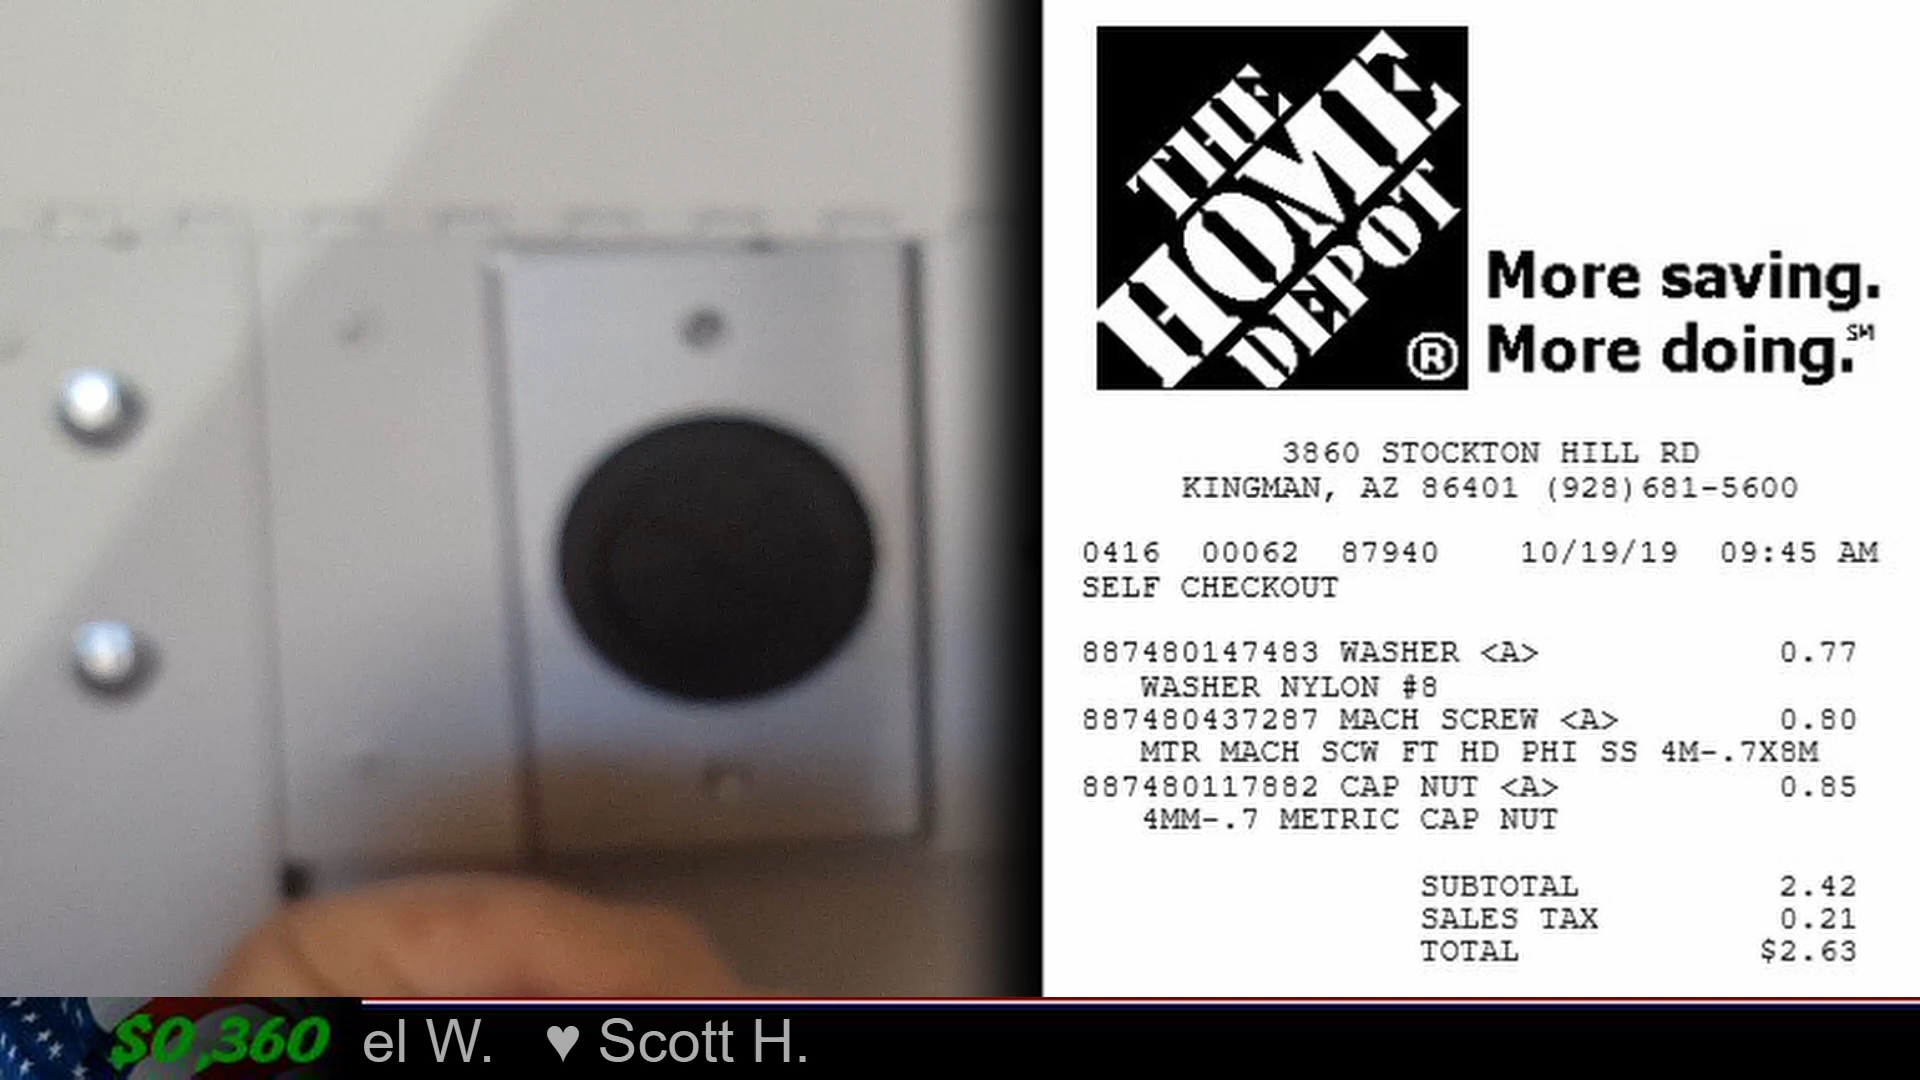 THE
HOME
DEPOT
®
More saving.
More doing.℠
3860 STOCKTON HILL RD
KINGMAN, AZ 86401 (928)681-5600
0416 00062 87940 10/19/19 09:45 AM
SELF CHECKOUT
887480147483 WASHER <A> 0.77
WASHER NYLON #8
887480437287 MACH SCREW <A> 0.80
MTR MACH SCW FT HD PHI SS 4M-.7X8M
887480117882 CAP NUT <A> 0.85
4MM-.7 METRIC CAP NUT
SUBTOTAL 2.42
SALES TAX 0.21
TOTAL $2.63
$0,360 el W. ♥ Scott H.